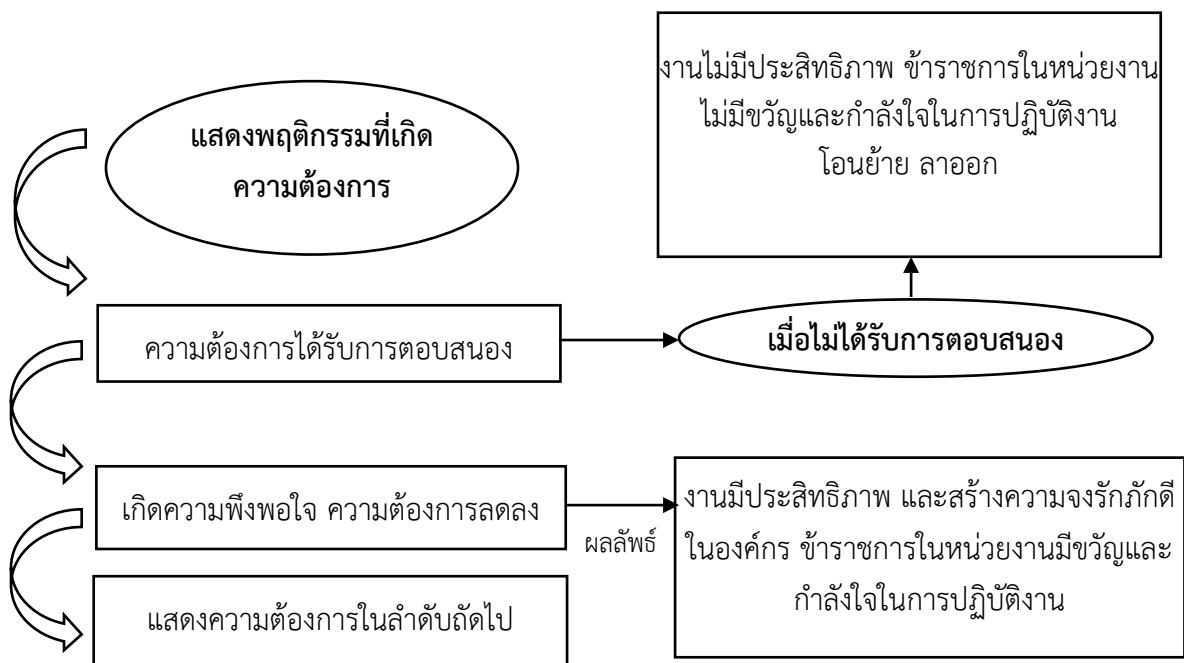 งานไม่มีประสิทธิภาพ ข้าราชการในหน่วยงาน
ไม่มีขวัญและกำลังใจในการปฏิบัติงาน
โอนย้าย ลาออก
แสดงพฤติกรรมที่เกิด
ความต้องการ
ความต้องการได้รับการตอบสนอง
เมื่อไม่ได้รับการตอบสนอง
เกิดความพึงพอใจ ความต้องการลดลง
ผลลัพธ์
งานมีประสิทธิภาพ และสร้างความจงรักภักดี
ในองค์กร ข้าราชการในหน่วยงานมีขวัญและ
กำลังใจในการปฏิบัติงาน
แสดงความต้องการในลำดับถัดไป